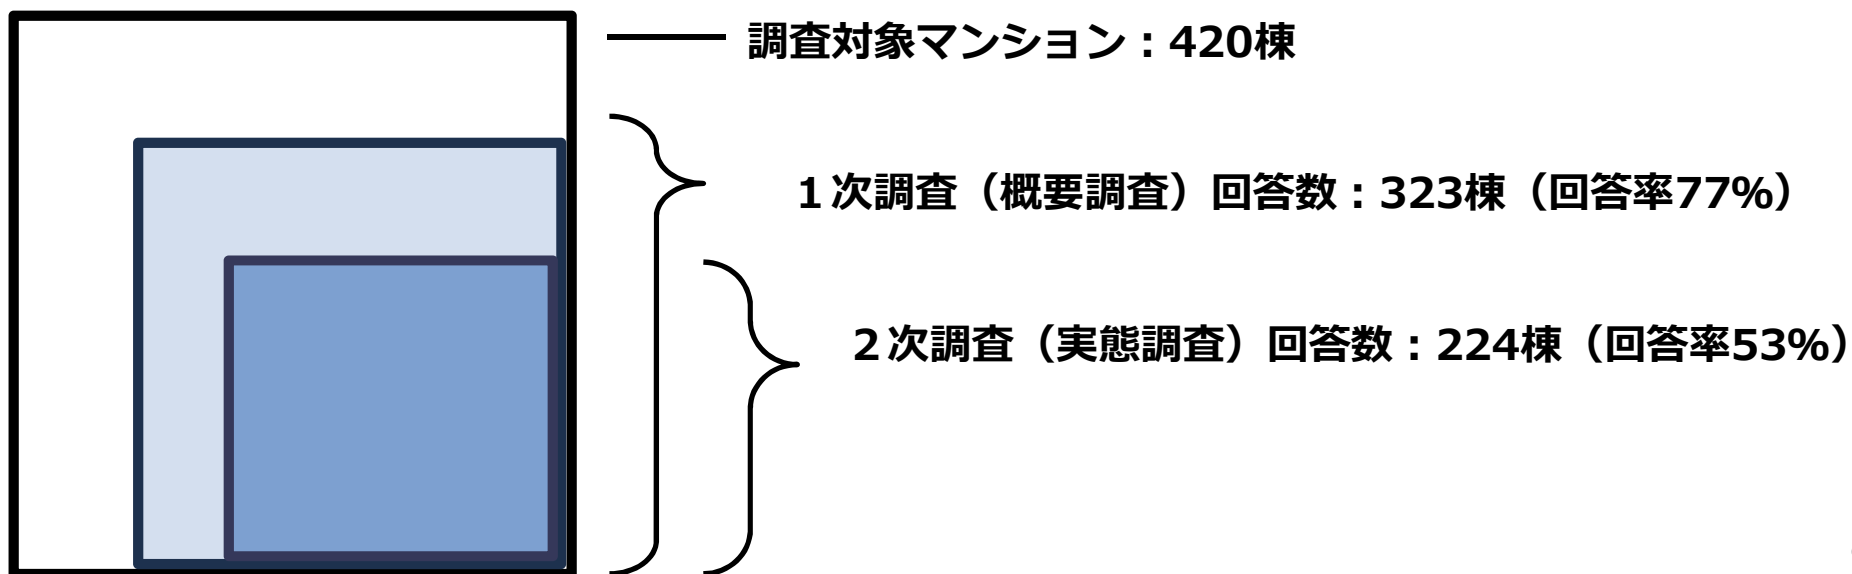 調査対象マンション：420棟
１次調査（概要調査）回答数：323棟（回答率77%）
２次調査（実態調査）回答数：224棟（回答率53%）